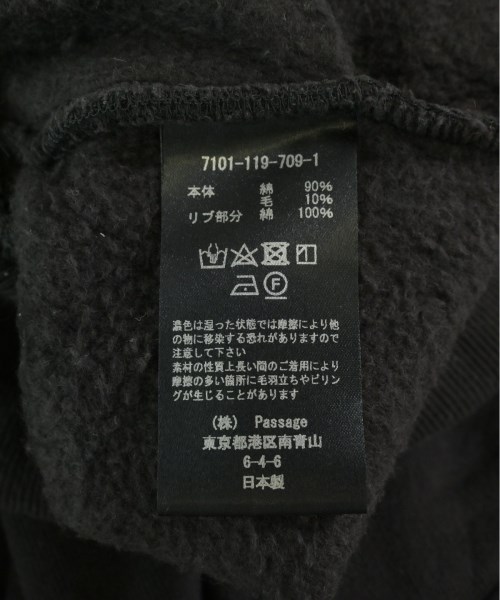 7101-119-709-1
本体 綿 90%
毛 10%
リブ部分 綿 100%
F
濃色は湿った状態では摩擦により他
の物に移染する恐れがありますので
注意して下さい
素材の性質上長い間のご着用により
摩擦の多い箇所に毛羽立ちやピリン
グが生じることがあります
(株) Passage
東京都港区南青山
6-4-6
日本製